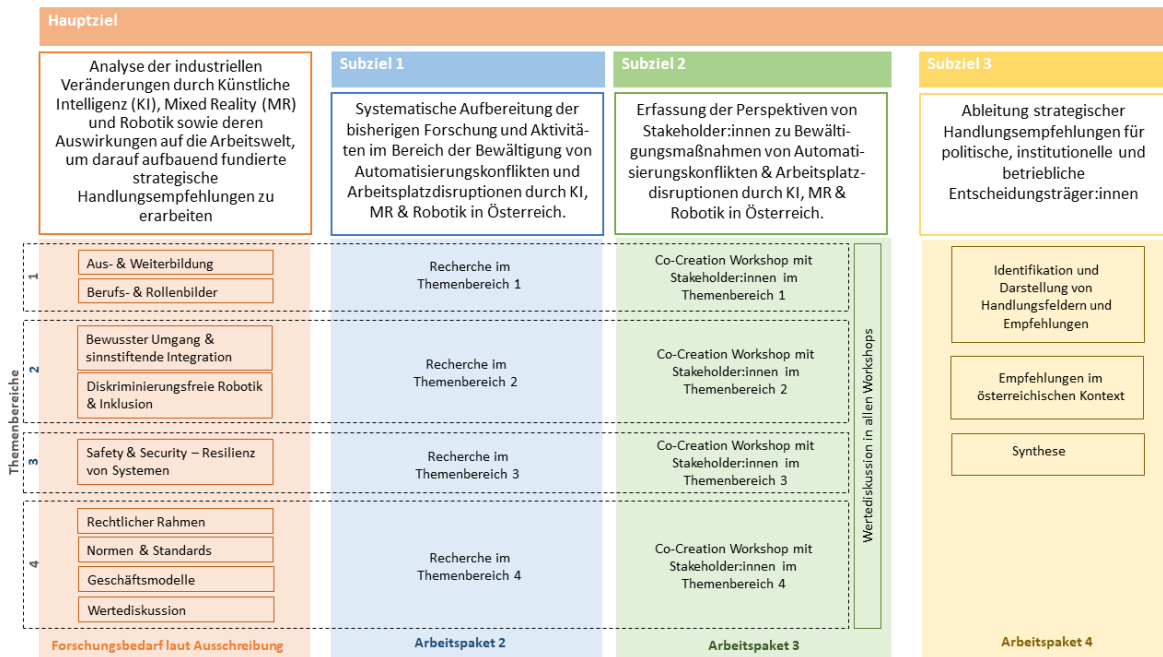 Hauptziel
Analyse der industriellen
Veränderungen durch Künstliche
Intelligenz (KI), Mixed Reality (MR)
und Robotik sowie deren
Auswirkungen auf die Arbeitswelt,
um darauf aufbauend fundierte
strategische
Handlungsempfehlungen zu
erarbeiten
Subziel 1
Systematische Aufbereitung der
bisherigen Forschung und Aktivitä-
ten im Bereich der Bewältigung von
Automatisierungskonflikten und
Arbeitsplatzdisruptionen durch KI,
MR & Robotik in Österreich.
Subziel 2
Erfassung der Perspektiven von
Stakeholder:innen zu Bewälti-
gungsmaßnahmen von Automati-
sierungskonflikten & Arbeitsplatz-
disruptionen durch KI, MR &
Robotik in Österreich.
Subziel 3
Ableitung strategischer
Handlungsempfehlungen für
politische, institutionelle und
betriebliche
Entscheidungsträger:innen
Themenbereiche
1
Aus- & Weiterbildung
Berufs- & Rollenbilder
Recherche im
Themenbereich 1
Co-Creation Workshop mit
Stakeholder:innen im
Themenbereich 1
2
Bewusster Umgang &
sinnstiftende Integration
Diskriminierungsfreie Robotik
& Inklusion
Recherche im
Themenbereich 2
Co-Creation Workshop mit
Stakeholder:innen im
Themenbereich 2
3
Safety & Security – Resilienz
von Systemen
Recherche im
Themenbereich 3
Co-Creation Workshop mit
Stakeholder:innen im
Themenbereich 3
4
Rechtlicher Rahmen
Normen & Standards
Geschäftsmodelle
Wertediskussion
Recherche im
Themenbereich 4
Co-Creation Workshop mit
Stakeholder:innen im
Themenbereich 4
Wertediskussion in allen Workshops
Identifikation und
Darstellung von
Handlungsfeldern und
Empfehlungen
Empfehlungen im
österreichischen Kontext
Synthese
Forschungsbedarf laut Ausschreibung
Arbeitspaket 2
Arbeitspaket 3
Arbeitspaket 4